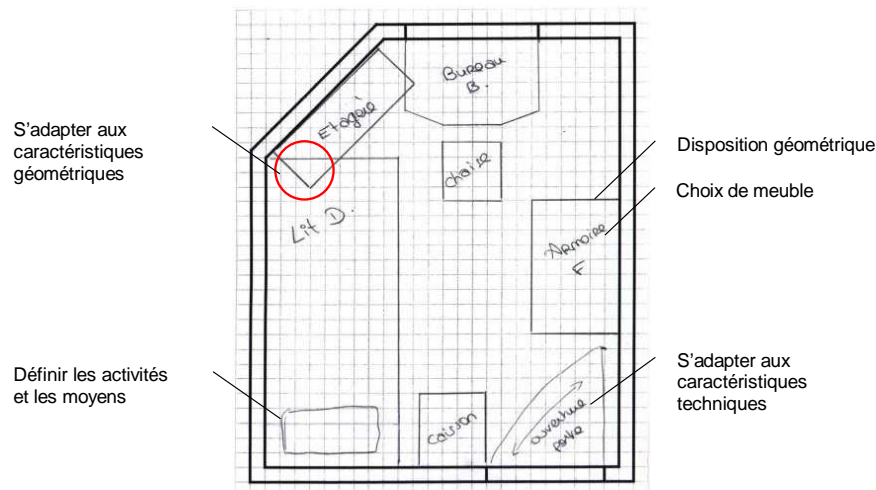 S'adapter aux
caractéristiques
géométriques
Bureau
B.
Etagère
chaise
Disposition géométrique
Choix de meuble
Lit D.
Armoire
F
Définir les activités
et les moyens
caisson
ouverture
porte
S'adapter aux
caractéristiques
techniques